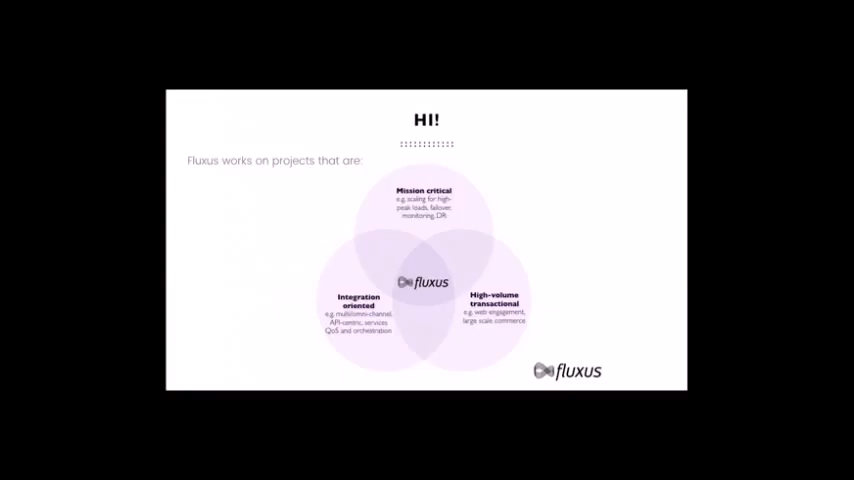 HI!
Fluxus works on projects that are:
Mission critical
e.g. scaling for high-
peak loads, failover,
monitoring, DR
fluxus
Integration
oriented
e.g. multi/omni-channel,
API-centric, services
QoS and orchestration
High-volume
transactional
e.g. web engagement,
large scale commerce
fluxus